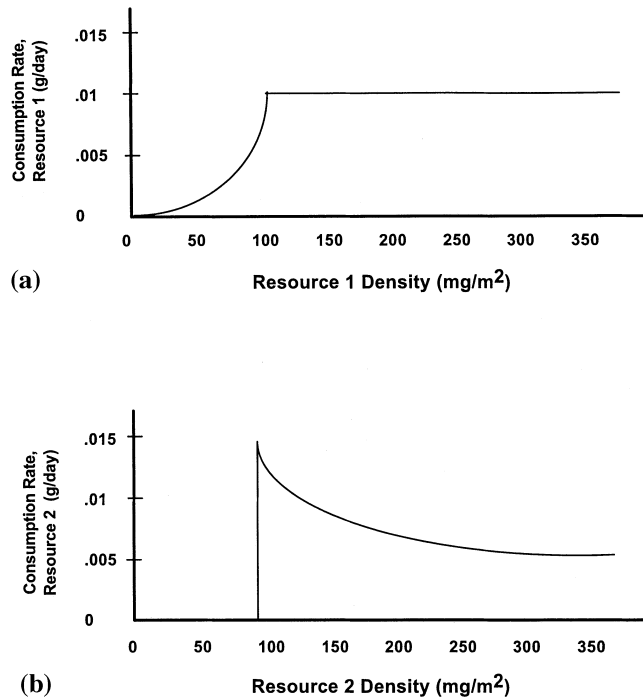 Consumption Rate,
Resource 1 (g/day)
.015
.01
.005
0
0 50 100 150 200 250 300 350
Resource 1 Density (mg/m2)
(a)
Consumption Rate,
Resource 2 (g/day)
.015
.01
.005
0
0 50 100 150 200 250 300 350
Resource 2 Density (mg/m2)
(b)